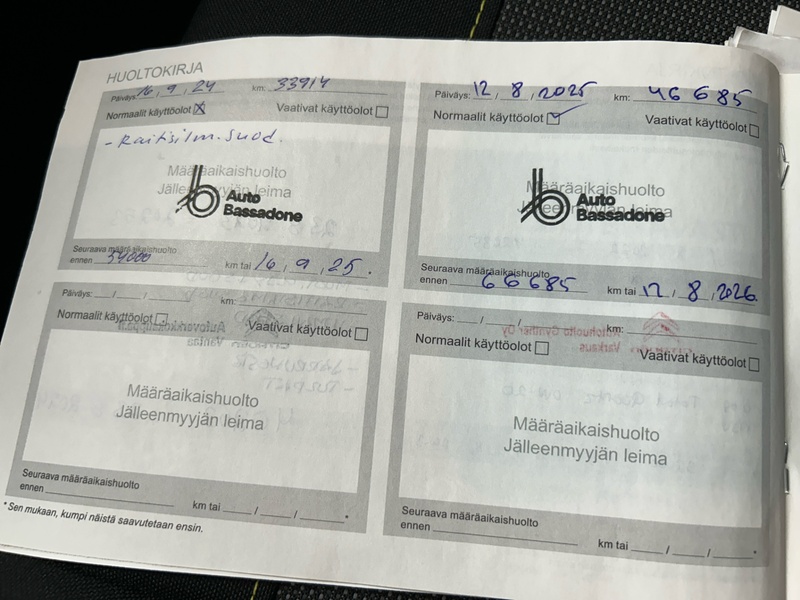 HUOLTOKIRJA
Päiväys: 16, 9, 24 km: 33914
Normaalit käyttöolot Vaativat käyttöolot
- Raitisilm.suod.
Määräaikaishuolto
Jälleenmyyjän leima
Auto
Bassadone
Seuraava määräaikaishuolto
ennen 54000 km tai 16, 9, 25.
Päiväys: 12, 8, 2025 km: 46685
Normaalit käyttöolot Vaativat käyttöolot
Määräaikaishuolto
Jälleenmyyjän leima
Auto
Bassadone
Seuraava määräaikaishuolto
ennen 66685 km tai 12, 8, 2026.
Päiväys: / / km:
Normaalit käyttöolot Vaativat käyttöolot
Määräaikaishuolto
Jälleenmyyjän leima
Seuraava määräaikaishuolto
ennen km tai / / *
Päiväys: / / km:
Normaalit käyttöolot Vaativat käyttöolot
Määräaikaishuolto
Jälleenmyyjän leima
Seuraava määräaikaishuolto
ennen km tai / / *
* Sen mukaan, kumpi näistä saavutetaan ensin.